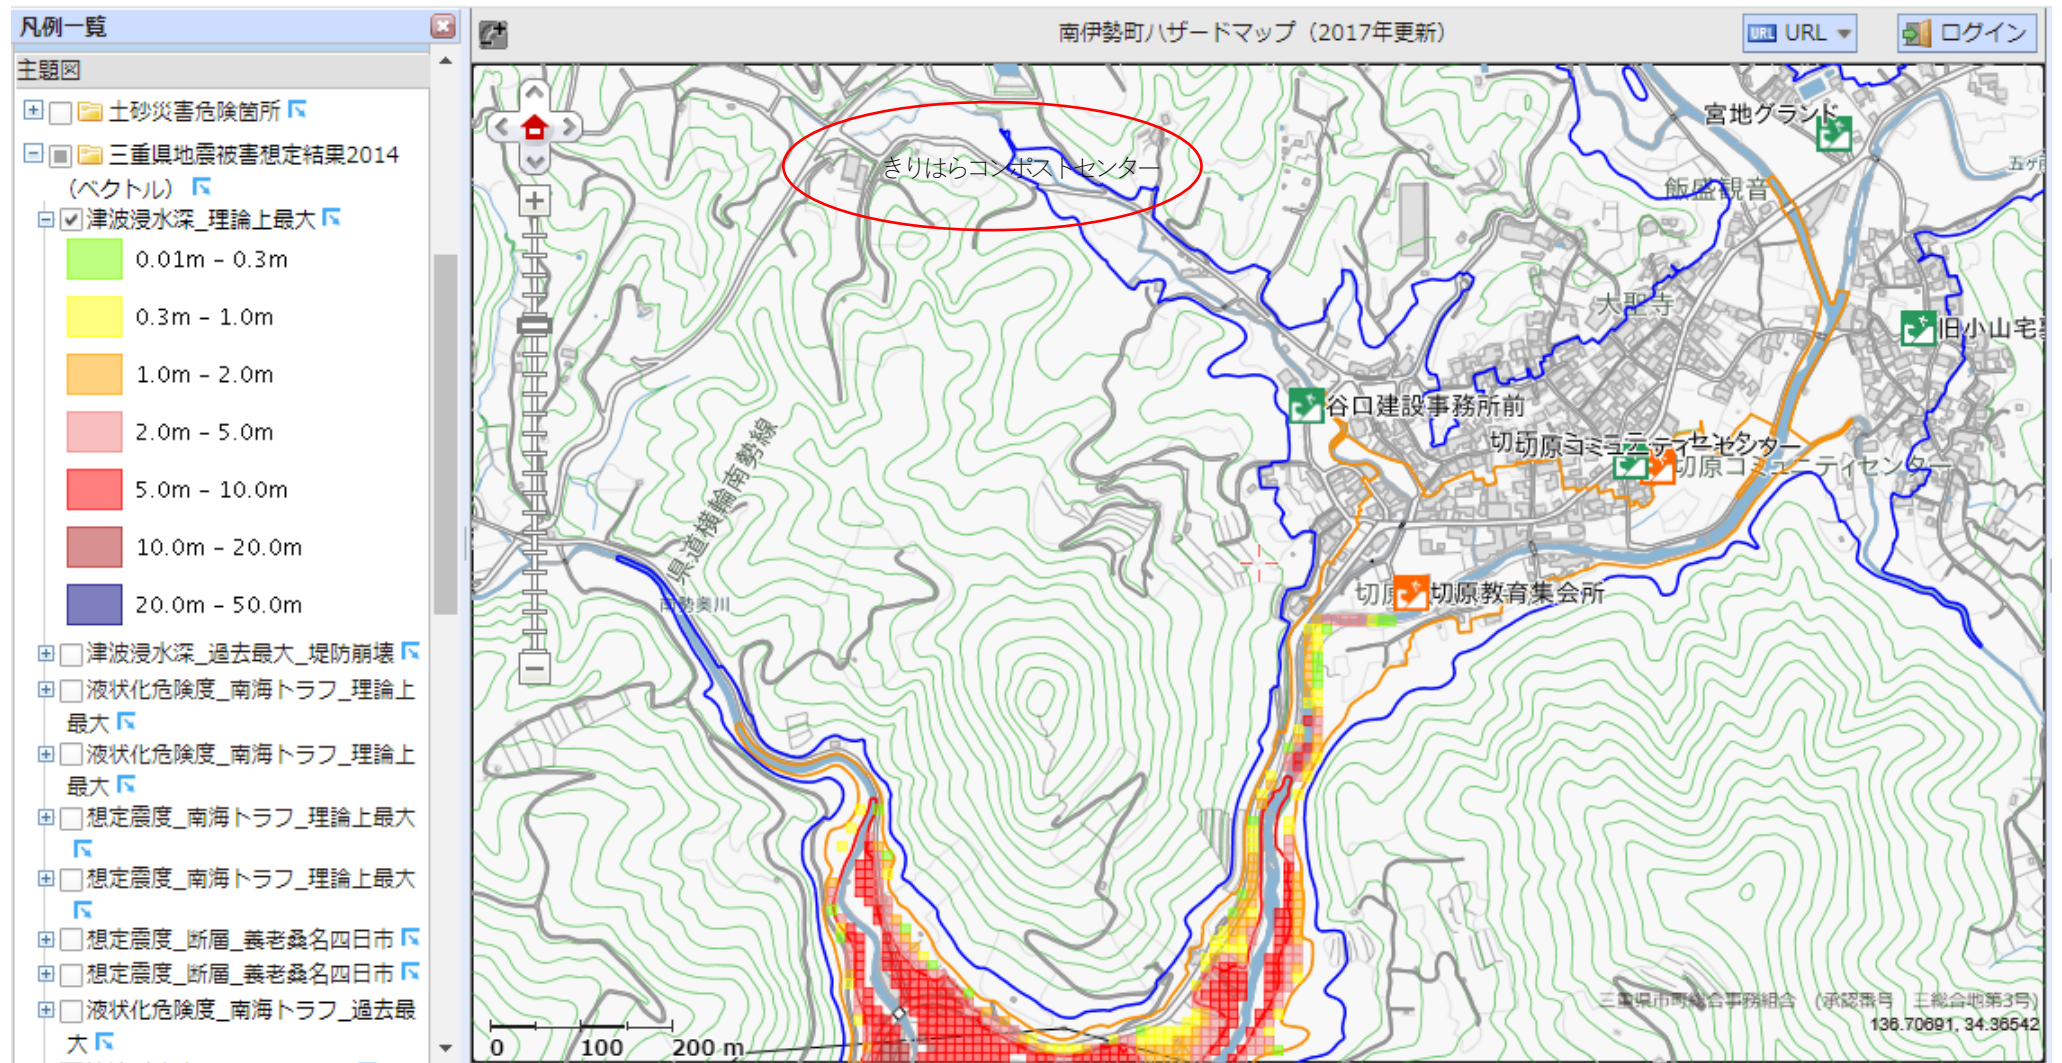 凡例一覧
主題図
土砂災害危険箇所
三重県地震被害想定結果2014
(ベクトル)
津波浸水深_理論上最大
0.01m – 0.3m
0.3m – 1.0m
1.0m – 2.0m
2.0m – 5.0m
5.0m – 10.0m
10.0m – 20.0m
20.0m – 50.0m
津波浸水深_過去最大_堤防崩壊
液状化危険度_南海トラフ_理論上
最大
液状化危険度_南海トラフ_理論上
最大
想定震度_南海トラフ_理論上最大
想定震度_南海トラフ_理論上最大
想定震度_断層_養老桑名四日市
想定震度_断層_養老桑名四日市
液状化危険度_南海トラフ_過去最
大
南伊勢町ハザードマップ（2017年更新）
URL URL
ログイン
きりはらコンポストセンター
宮地グランド
飯盛観音
大聖寺
旧小山宅
谷口建設事務所前
切原コミュニティセンター
切原コミュニティセンター
県道横輪南勢線
南勢奥川
切原教育集会所
三重県市町総合事務組合 (承認番号 三総合地第3号)
136.70691, 34.36542
0 100 200 m